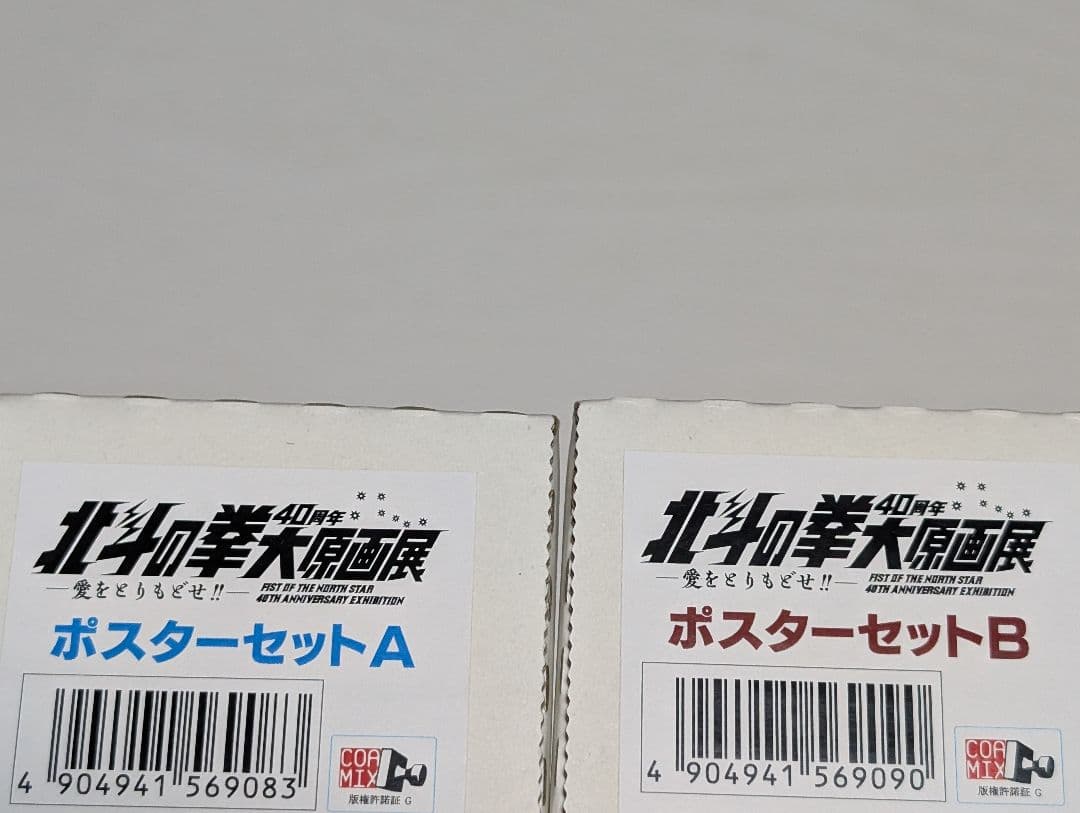 北斗の拳
40周年
大原画展
愛をとりもどせ!!
FIST OF THE NORTH STAR
40TH ANNIVERSARY EXHIBITION
ポスターセットA
4 904941 569083
COA
MIX
版権許諾証 G
北斗の拳
40周年
大原画展
愛をとりもどせ!!
FIST OF THE NORTH STAR
40TH ANNIVERSARY EXHIBITION
ポスターセットB
4 904941 569090
COA
MIX
版権許諾証 G